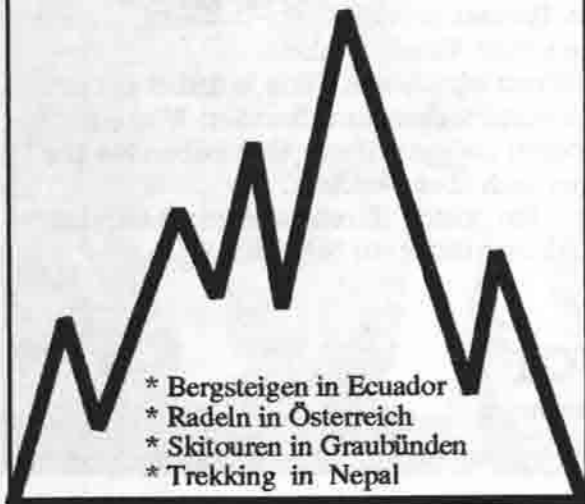 * Bergsteigen in Ecuador
* Radeln in Österreich
* Skitouren in Graubünden
* Trekking in Nepal